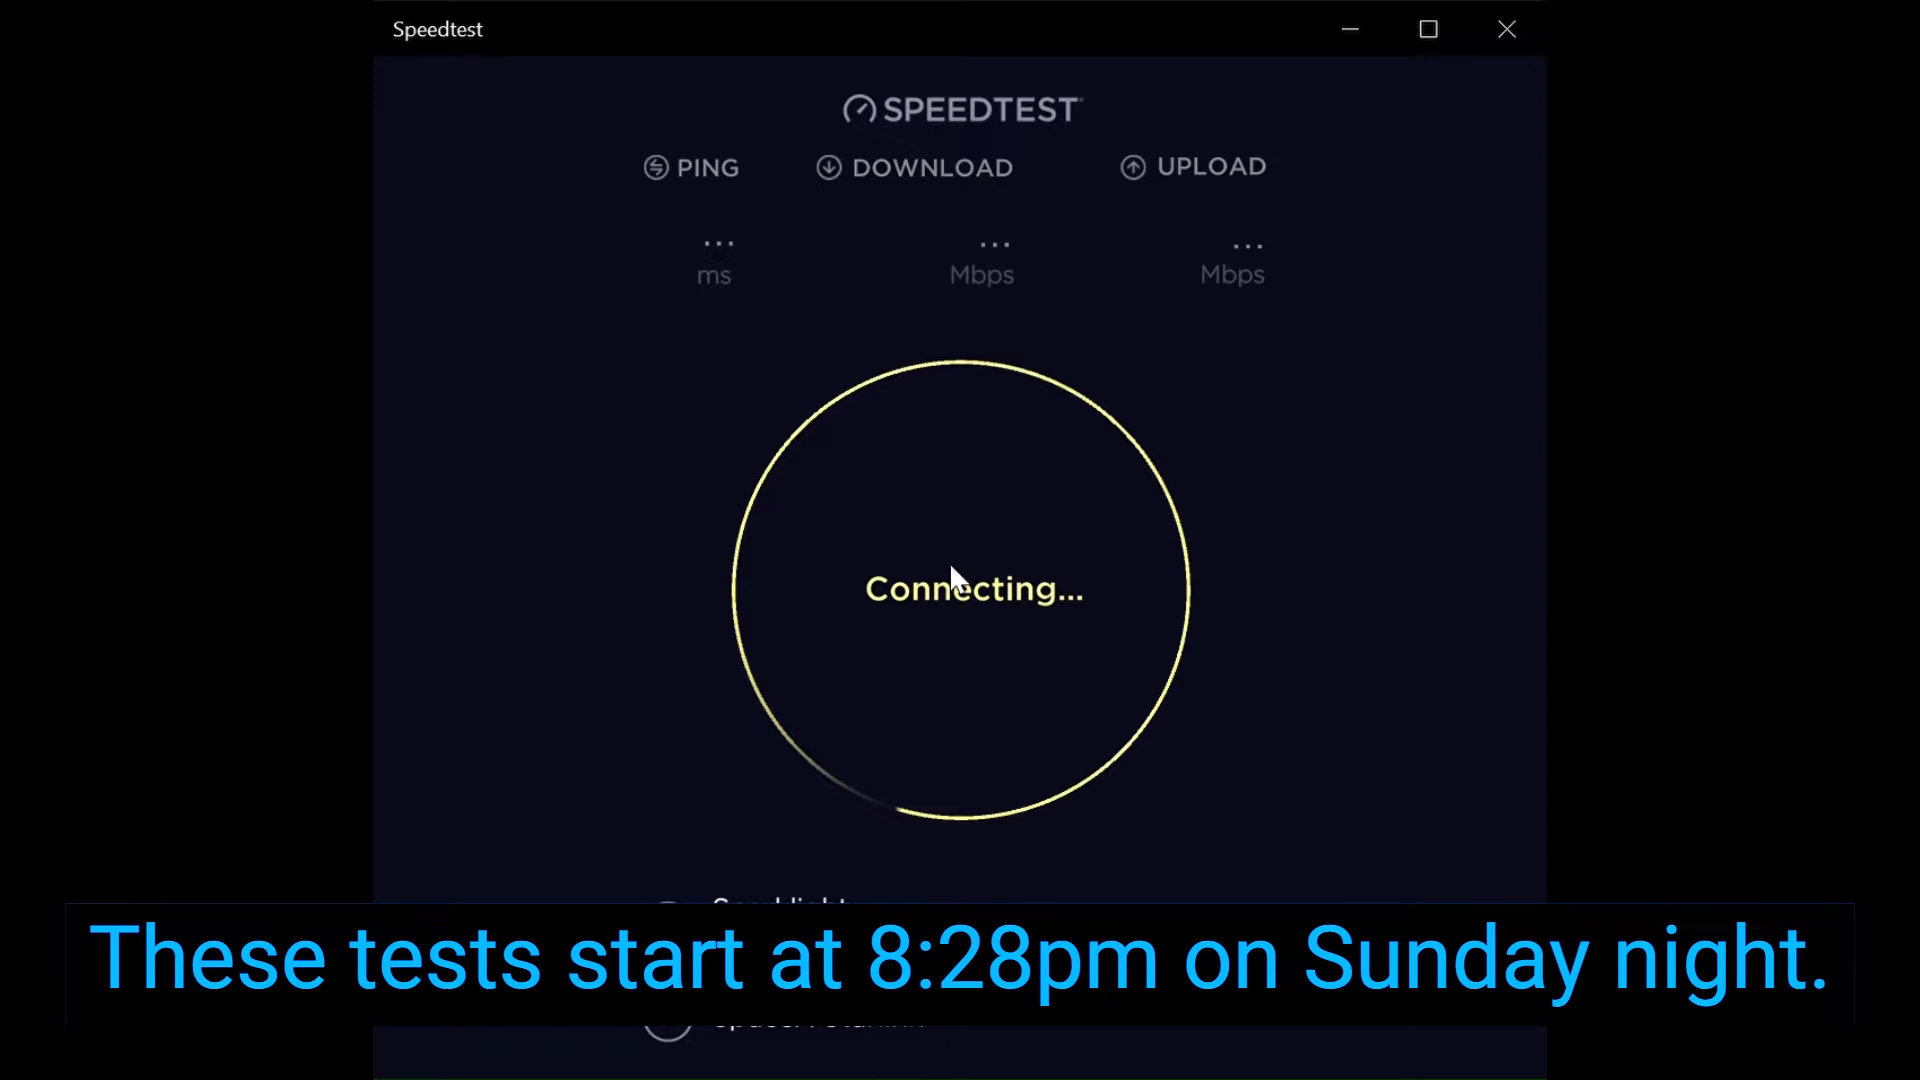 Speedtest
SPEEDTEST
PING DOWNLOAD UPLOAD
... ... ...
ms Mbps Mbps
Connecting...
These tests start at 8:28pm on Sunday night.